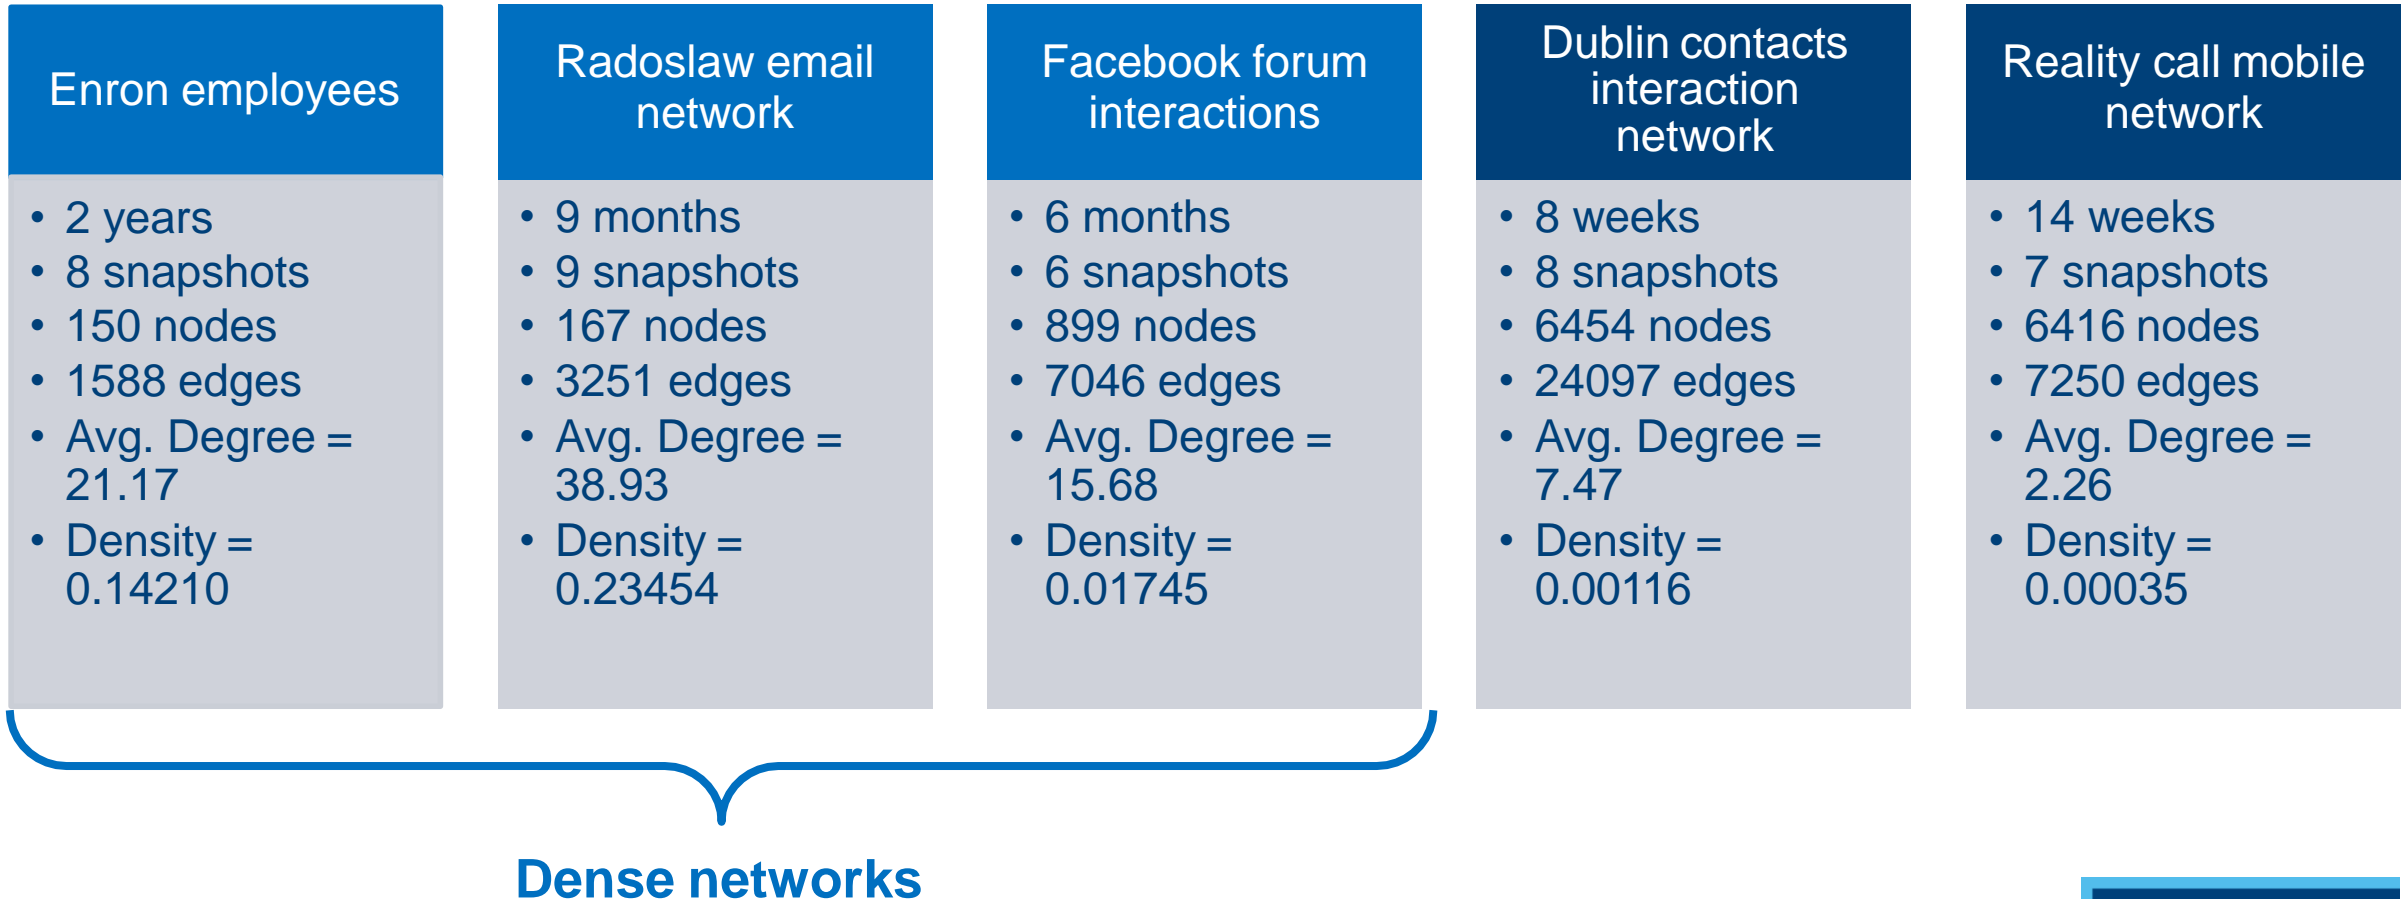 Enron employees
• 2 years
• 8 snapshots
• 150 nodes
• 1588 edges
• Avg. Degree =
21.17
• Density =
0.14210
Radoslaw email
network
• 9 months
• 9 snapshots
• 167 nodes
• 3251 edges
• Avg. Degree =
38.93
• Density =
0.23454
Facebook forum
interactions
• 6 months
• 6 snapshots
• 899 nodes
• 7046 edges
• Avg. Degree =
15.68
• Density =
0.01745
Dublin contacts
interaction
network
• 8 weeks
• 8 snapshots
• 6454 nodes
• 24097 edges
• Avg. Degree =
7.47
• Density =
0.00116
Reality call mobile
network
• 14 weeks
• 7 snapshots
• 6416 nodes
• 7250 edges
• Avg. Degree =
2.26
• Density =
0.00035
Dense networks